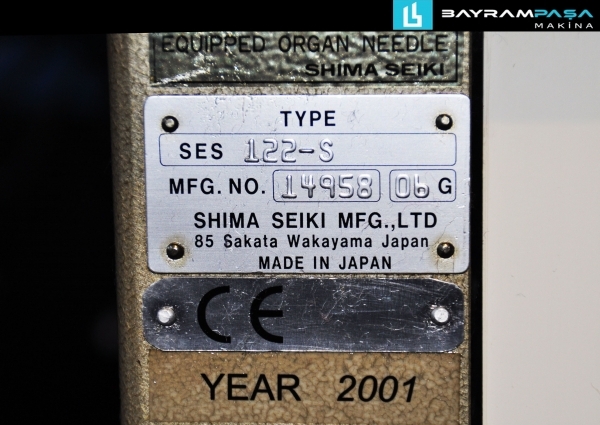 BAYRAMPAŞA
MAKİNA
EQUIPPED ORGAN NEEDLE
SHIMA SEIKI
TYPE
SES 122-S
MFG. NO. 14958 06 G
SHIMA SEIKI MFG.,LTD
85 Sakata Wakayama Japan
MADE IN JAPAN
CE
YEAR 2001